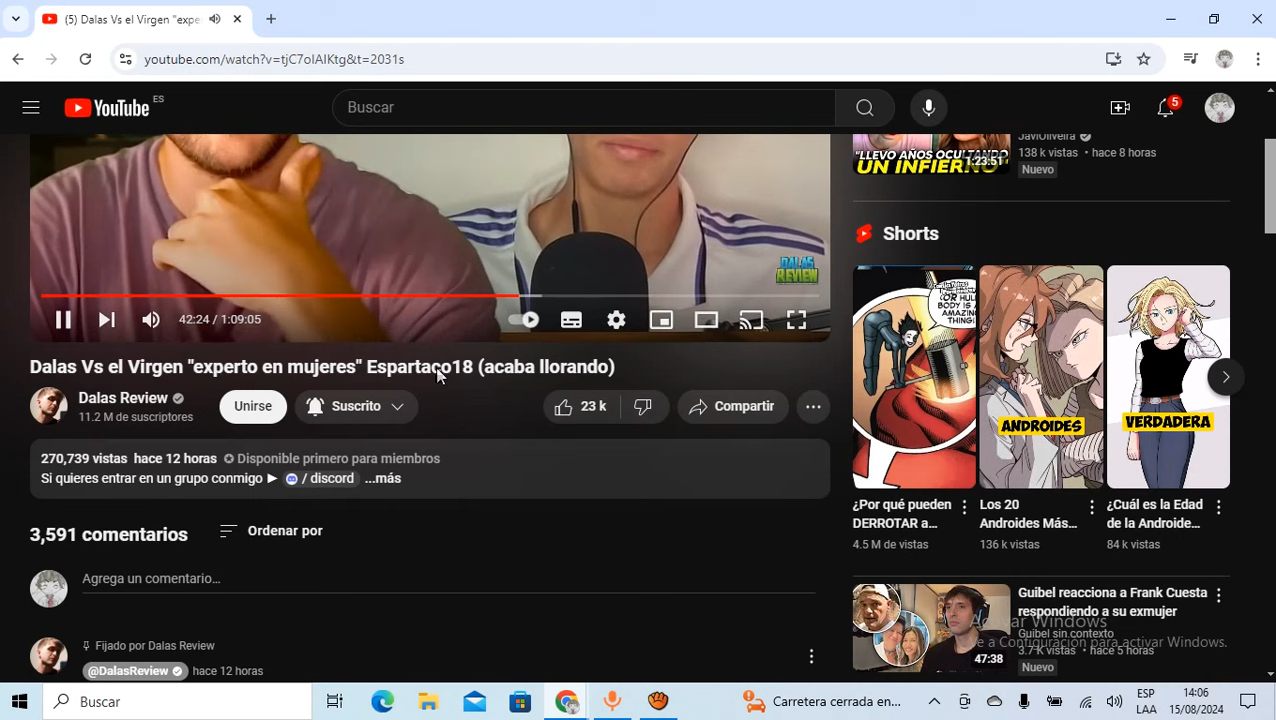 (5) Dalas Vs el Virgen "expe
youtube.com/watch?v=tjC7oIAlKtg&t=2031s
YouTube ES
Buscar
5
JaviOliveira
138 k vistas • hace 8 horas
Nuevo
"LLEVO AÑOS OCULTANDO
UN INFIERNO
1:23:51
DALAS
REVIEW
42:24 / 1:09:05
Shorts
BODY IS
AMAZING
ANDROIDES
VERDADERA
¿Por qué pueden
DERROTAR a...
4.5 M de vistas
Los 20
Androides Más...
136 k vistas
¿Cuál es la Edad
de la Androide...
84 k vistas
Dalas Vs el Virgen "experto en mujeres" Espartaco18 (acaba llorando)
Dalas Review
11.2 M de suscriptores
Unirse
Suscrito
23 k
Compartir
270,739 vistas hace 12 horas Disponible primero para miembros
Si quieres entrar en un grupo conmigo ► / discord ...más
3,591 comentarios
Ordenar por
Agrega un comentario...
Fijado por Dalas Review
@DalasReview hace 12 horas
Guibel reacciona a Frank Cuesta
respondiendo a su exmujer
Guibel sin contexto
3.7 K vistas • hace 5 horas
Nuevo
47:38
Activar Windows
Ve a Configuración para activar Windows.
Buscar
Carretera cerrada en...
ESP
LAA
14:06
15/08/2024